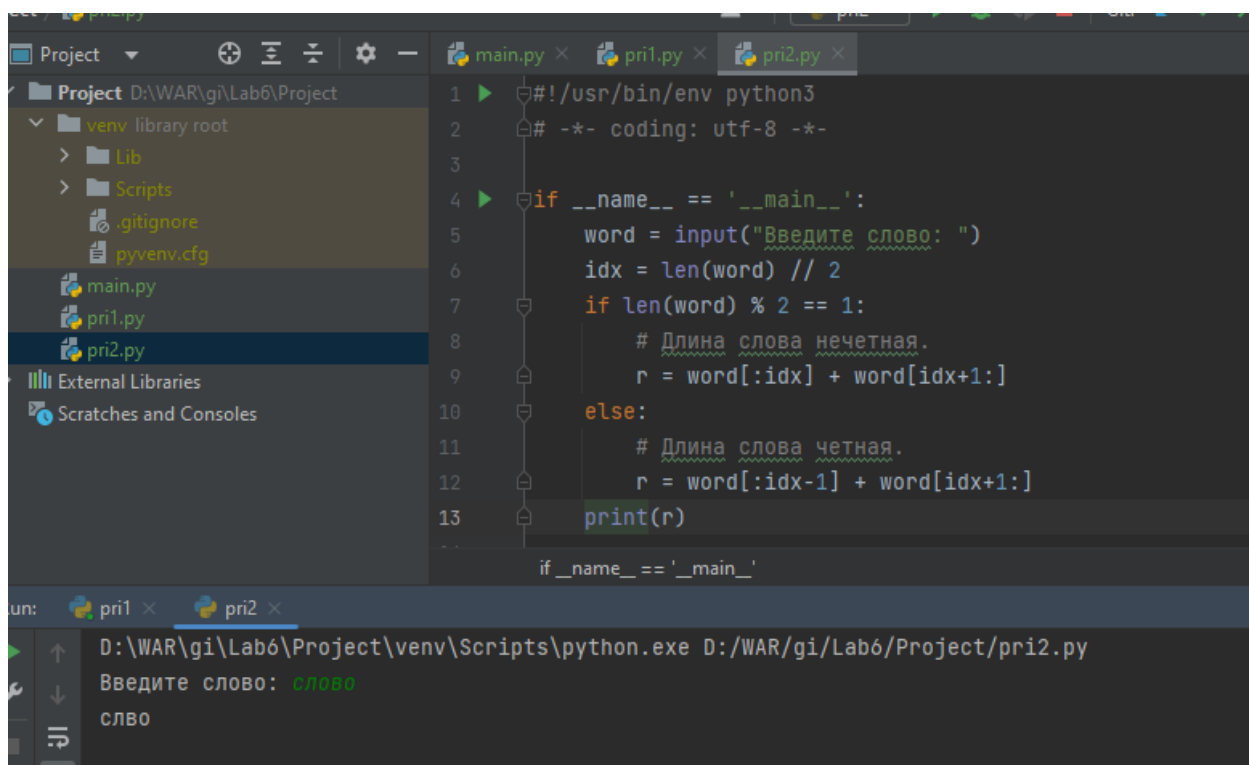 Project
main.py
pri1.py
pri2.py
Project D:\WAR\gi\Lab6\Project
venv library root
Lib
Scripts
.gitignore
pyvenv.cfg
main.py
pri1.py
pri2.py
External Libraries
Scratches and Consoles
1 #!/usr/bin/env python3
2 # -*- coding: utf-8 -*-
3
4 if __name__ == '__main__':
5 word = input("Введите слово: ")
6 idx = len(word) // 2
7 if len(word) % 2 == 1:
8 # Длина слова нечетная.
9 r = word[:idx] + word[idx+1:]
10 else:
11 # Длина слова четная.
12 r = word[:idx-1] + word[idx+1:]
13 print(r)
if __name__ == '__main__'
pri1
pri2
D:\WAR\gi\Lab6\Project\venv\Scripts\python.exe D:/WAR/gi/Lab6/Project/pri2.py
Введите слово: слово
слво